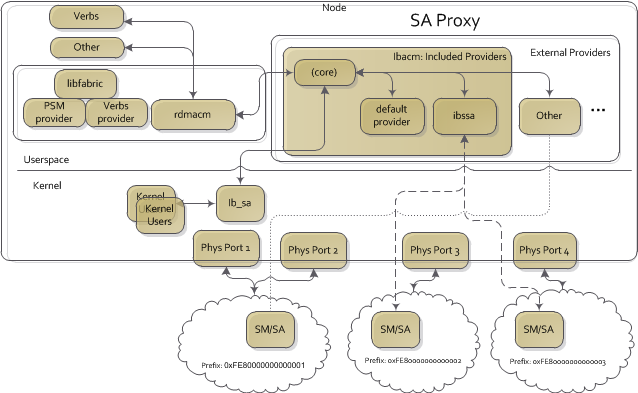 Node
SA Proxy
Verbs
Other
libfabric
PSM
provider
Verbs
provider
rdmacm
Ibacm: Included Providers
External Providers
(core)
default
provider
ibssa
Other
...
Userspace
Kernel
Kernel
Kernel
Users
Ib_sa
Phys Port 1
Phys Port 2
Phys Port 3
Phys Port 4
SM/SA
SM/SA
SM/SA
Prefix: 0xFE80000000000001
Prefix: 0xFE80000000000002
Prefix: 0xFE80000000000003